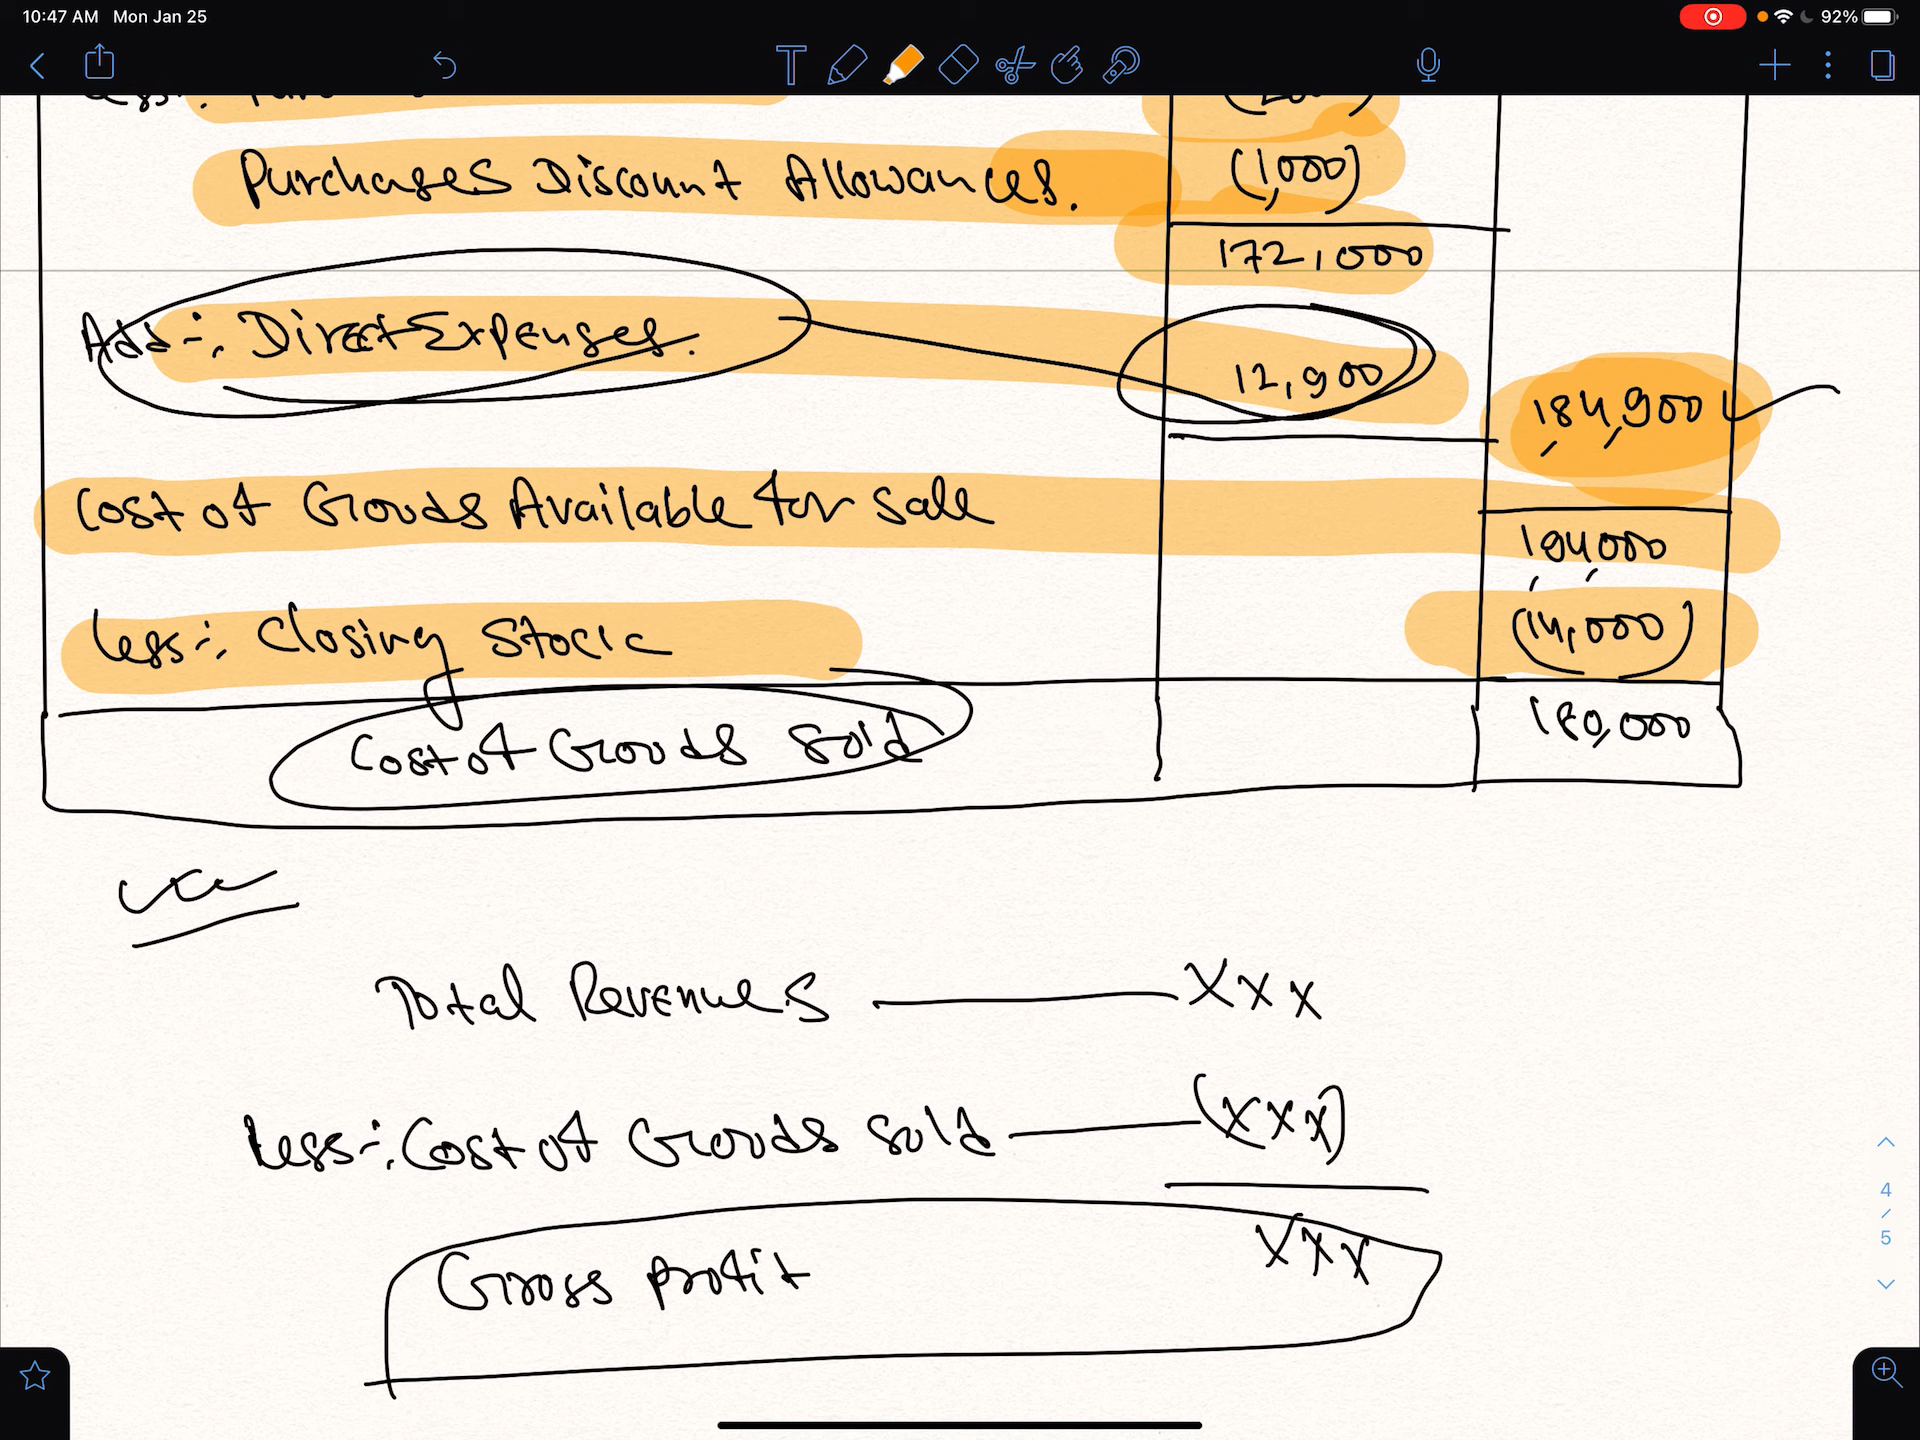 10:47 AM Mon Jan 25
92%
Purchases Discount Allowances. (1,000)
172,000
Add:- Direct Expenses. 12,900
184,900
Cost of Goods Available for sale
194,000
Less:- Closing Stock (14,000)
Cost of Goods Sold 180,000
Total Revenues — XXX
Less:- Cost of Goods Sold — (XXX)
Gross Profit XXX
4
/
5